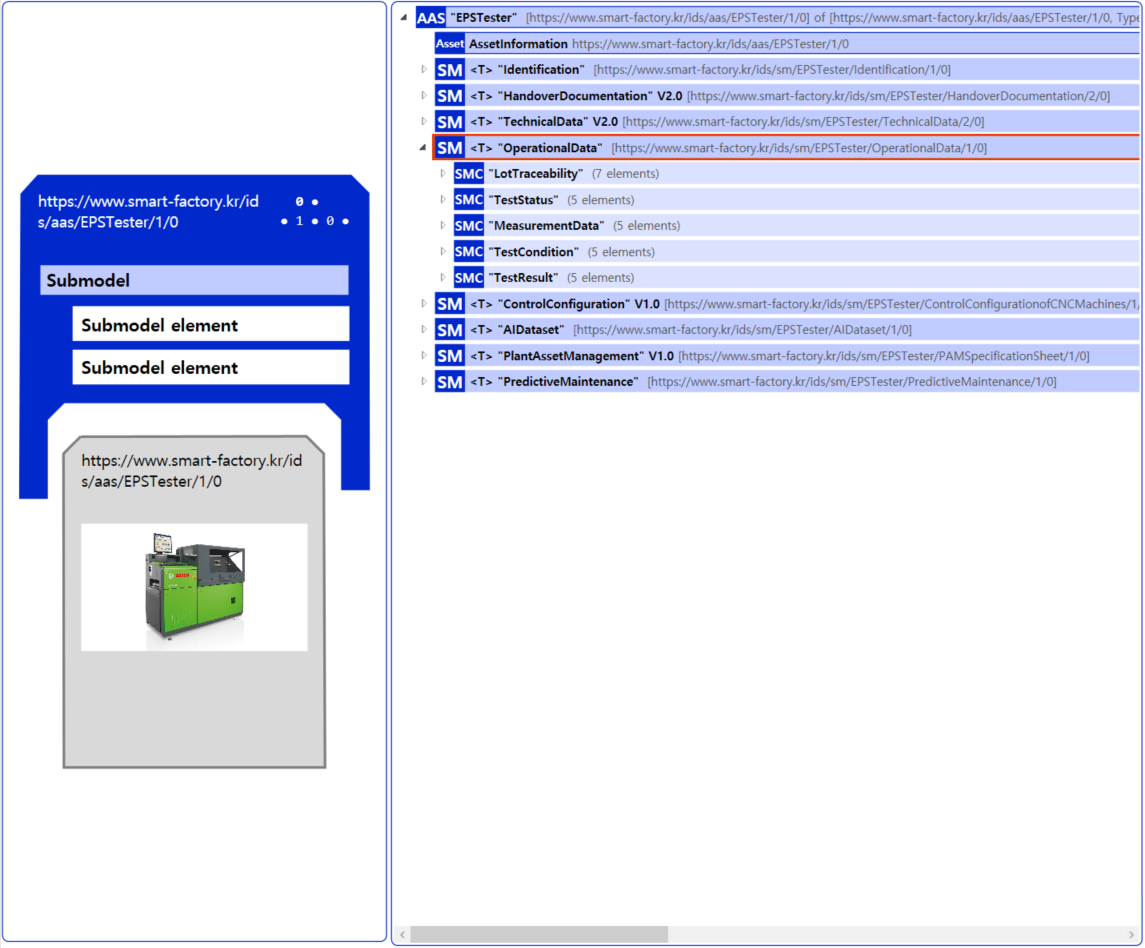 https://www.smart-factory.kr/id
s/aas/EPSTester/1/0
0 •
• 1 • 0 •
Submodel
Submodel element
Submodel element
https://www.smart-factory.kr/id
s/aas/EPSTester/1/0
BOSCH
AAS "EPSTester" [https://www.smart-factory.kr/ids/aas/EPSTester/1/0] of [https://www.smart-factory.kr/ids/aas/EPSTester/1/0, Type
Asset AssetInformation https://www.smart-factory.kr/ids/aas/EPSTester/1/0
SM <T> "Identification" [https://www.smart-factory.kr/ids/sm/EPSTester/Identification/1/0]
SM <T> "HandoverDocumentation" V2.0 [https://www.smart-factory.kr/ids/sm/EPSTester/HandoverDocumentation/2/0]
SM <T> "TechnicalData" V2.0 [https://www.smart-factory.kr/ids/sm/EPSTester/TechnicalData/2/0]
SM <T> "OperationalData" [https://www.smart-factory.kr/ids/sm/EPSTester/OperationalData/1/0]
SMC "LotTraceability" (7 elements)
SMC "TestStatus" (5 elements)
SMC "MeasurementData" (5 elements)
SMC "TestCondition" (5 elements)
SMC "TestResult" (5 elements)
SM <T> "ControlConfiguration" V1.0 [https://www.smart-factory.kr/ids/sm/EPSTester/ControlConfigurationofCNCMachines/1/
SM <T> "AIDataset" [https://www.smart-factory.kr/ids/sm/EPSTester/AIDataset/1/0]
SM <T> "PlantAssetManagement" V1.0 [https://www.smart-factory.kr/ids/sm/EPSTester/PAMSpecificationSheet/1/0]
SM <T> "PredictiveMaintenance" [https://www.smart-factory.kr/ids/sm/EPSTester/PredictiveMaintenance/1/0]